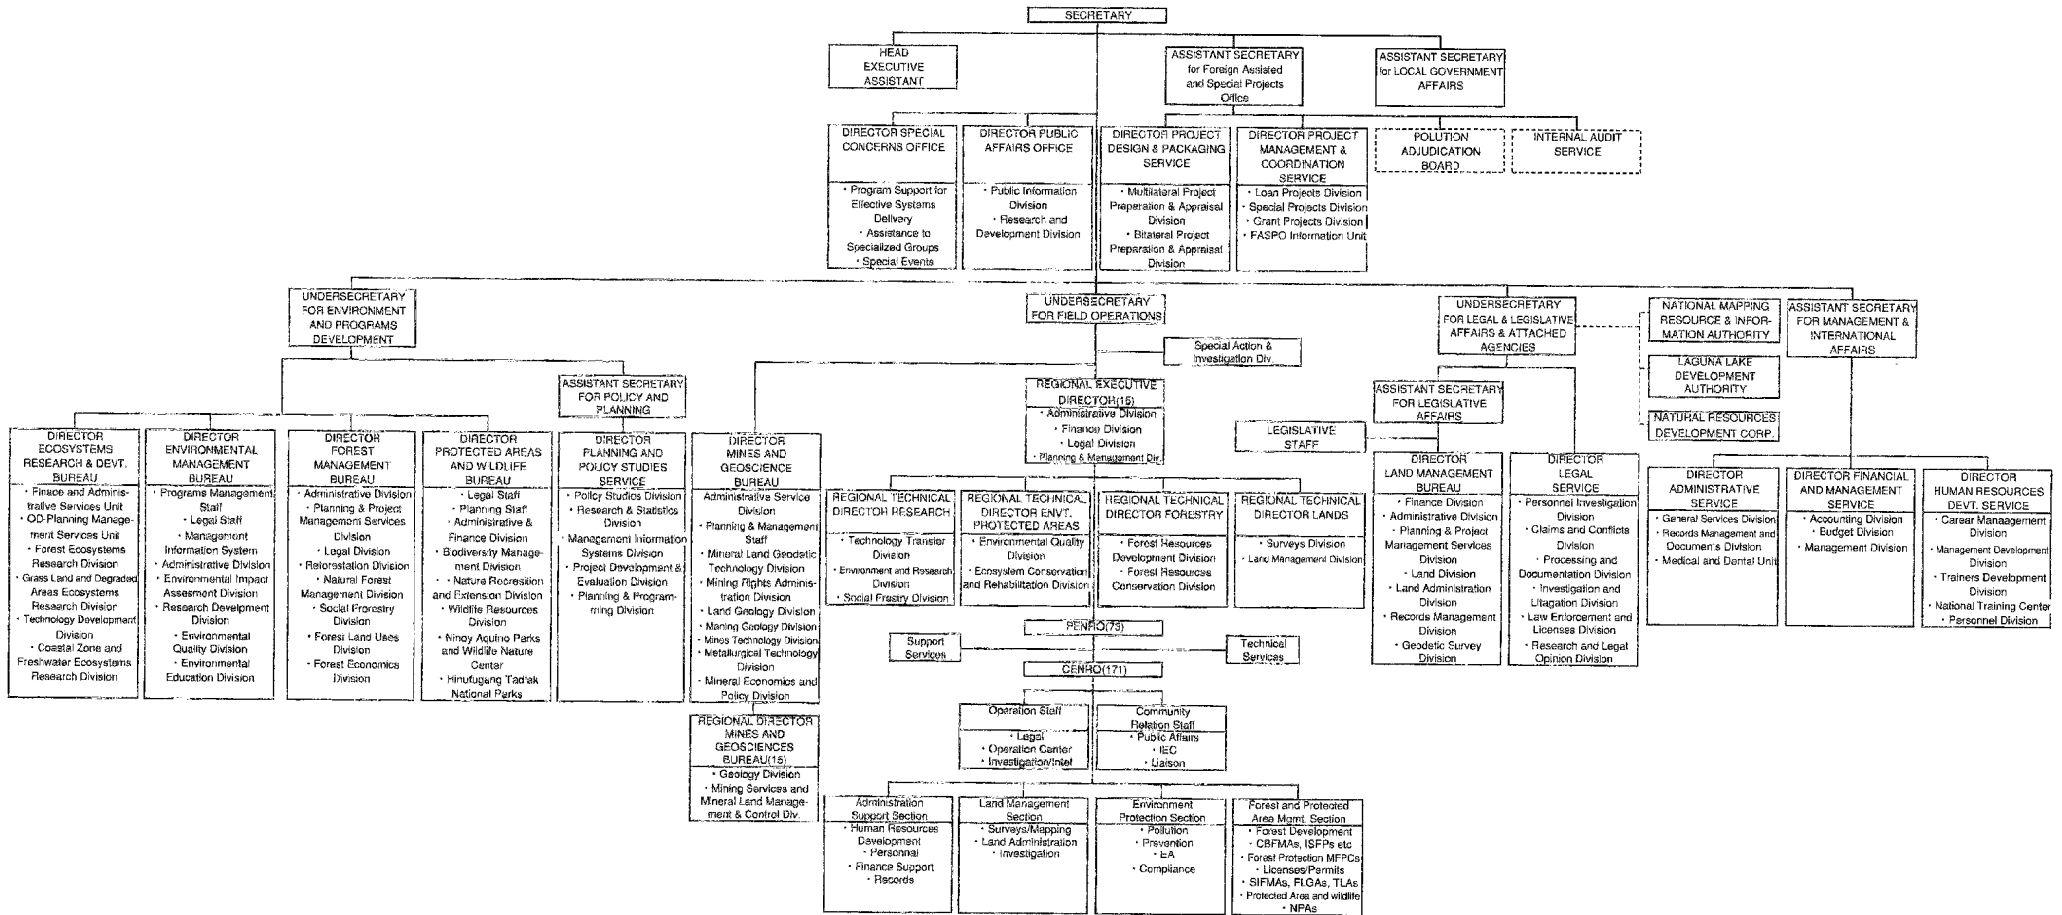 SECRETARY
HEAD
EXECUTIVE
ASSISTANT
ASSISTANT SECRETARY
for Foreign Assisted
and Special Projects
Office
ASSISTANT SECRETARY
for LOCAL GOVERNMENT
AFFAIRS
DIRECTOR SPECIAL
CONCERNS OFFICE
· Program Support for
Effective Systems
Delivery
· Assistance to
Specialized Groups
· Special Events
DIRECTOR PUBLIC
AFFAIRS OFFICE
· Public Information
Division
· Research and
Development Division
DIRECTOR PROJECT
DESIGN & PACKAGING
SERVICE
· Multilateral Project
Preparation & Appraisal
Division
· Bilateral Project
Preparation & Appraisal
Division
DIRECTOR PROJECT
MANAGEMENT &
COORDINATION
SERVICE
· Loan Projects Division
· Special Projects Division
· Grant Projects Division
· FASPO Information Unit
POLUTION
ADJUDICATION
BOARD
INTERNAL AUDIT
SERVICE
UNDERSECRETARY
FOR ENVIRONMENT
AND PROGRAMS
DEVELOPMENT
UNDERSECRETARY
FOR FIELD OPERATIONS
UNDERSECRETARY
FOR LEGAL & LEGISLATIVE
AFFAIRS & ATTACHED
AGENCIES
NATIONAL MAPPING
RESOURCE & INFOR-
MATION AUTHORITY
ASSISTANT SECRETARY
FOR MANAGEMENT &
INTERNATIONAL
AFFAIRS
Special Action &
Investigation Div.
LAGUNA LAKE
DEVELOPMENT
AUTHORITY
NATURAL RESOURCES
DEVELOPMENT CORP.
ASSISTANT SECRETARY
FOR POLICY AND
PLANNING
REGIONAL EXECUTIVE
DIRECTOR(15)
· Administrative Division
· Finance Division
· Legal Division
· Planning & Management Dir.
ASSISTANT SECRETARY
FOR LEGISLATIVE
AFFAIRS
LEGISLATIVE
STAFF
DIRECTOR
ECOSYSTEMS
RESEARCH & DEVT.
BUREAU
· Finace and Adminis-
trative Services Unit
· OD-Planning Manage-
ment Services Unit
· Forest Ecosystems
Research Division
· Grass Land and Degraded
Areas Ecosystems
Research Division
· Technology Development
Division
· Coastal Zone and
Freshwater Ecosystems
Research Division
DIRECTOR
ENVIRONMENTAL
MANAGEMENT
BUREAU
· Programs Management
Staff
· Legal Staff
· Management
Information System
· Administrative Division
· Environmental Impact
Assesment Division
· Research Develpment
Division
· Environmental
Quality Division
· Environmental
Education Division
DIRECTOR
FOREST
MANAGEMENT
BUREAU
· Administrative Division
· Planning & Project
Management Services
Division
· Legal Division
· Reforestation Division
· Natural Forest
Management Division
· Social Frorestry
Division
· Forest Land Uses
Division
· Forest Economica
Division
DIRECTOR
PROTECTED AREAS
AND WILDLIFE
BUREAU
· Legal Staff
· Planning Staff
· Administrative &
Finance Division
· Biodiversity Manage-
ment Division
· Nature Recreition
and Extension Division
· Wildlife Resources
Division
· Ninoy Aquino Parks
and Wildlife Nature
Center
· Hinufugang Tad'ak
National Parks
DIRECTOR
PLANNING AND
POLICY STUDIES
SERVICE
· Policy Studies Division
· Research & Statistics
Division
· Management Information
Systems Division
· Project Development &
Evaluation Division
· Planning & Program-
ming Division
DIRECTOR
MINES AND
GEOSCIENCE
BUREAU
Administrative Service
Division
· Planning & Management
Staff
· Mineral Land Geodetic
Technology Division
· Mining Rights Adminis-
tration Division
· Land Geology Division
· Maning Geology Division
· Mines Technology Division
· Metallurgical Technology
Division
· Mineral Economics and
Policy Division
REGIONAL DIRECTOR
MINES AND
GEOSCIENCES
BUREAU(15)
· Geology Division
· Mining Services and
Mineral Land Manage-
ment & Control Div.
REGIONAL TECHNICAL
DIRECTOR RESEARCH
· Technology Transfer
Division
· Environment and Research
Division
· Social Frustry Division
REGIONAL TECHNICAL
DIRECTOR ENVT.
PROTECTED AREAS
· Environmental Quality
Division
· Ecosystem Conservation
and Rehabilitation Division
REGIONAL TECHNICAL
DIRECTOR FORESTRY
· Forest Resources
Development Division
· Forest Resources
Conservation Division
REGIONAL TECHNICAL
DIRECTOR LANDS
· Surveys Division
· Land Management Division
DIRECTOR
LAND MANAGEMENT
BUREAU
· Finance Division
· Administrative Division
· Planning & Project
Management Services
Division
· Land Division
· Land Administration
Division
· Records Management
Division
· Geodetic Survey
Division
DIRECTOR
LEGAL
SERVICE
· Personnel Investigation
Division
· Claims and Conflicts
Division
· Processing and
Documentation Division
· Investigation and
Litagation Division
· Law Enforcement and
Licenses Division
· Research and Legal
Opinion Division
DIRECTOR
ADMINISTRATIVE
SERVICE
· General Services Division
· Records Management and
Documents Division
· Medical and Dental Unit
DIRECTOR FINANCIAL
AND MANAGEMENT
SERVICE
· Accounting Division
· Budget Division
· Management Division
DIRECTOR
HUMAN RESOURCES
DEVT. SERVICE
· Carear Management
Division
· Management Development
Division
· Trainers Development
Division
· National Training Center
· Personnel Division
PENRO(73)
Support
Services
Technical
Services
CENRO(171)
Operation Staff
· Legal
· Operation Center
· Investigation/Intel
Community
Relation Staff
· Public Affairs
· IEC
· Liaison
Administration
Support Section
· Human Resources
Development
· Personnal
· Finance Support
· Records
Land Management
Section
· Surveys/Mapping
· Land Administration
· Investigation
Environment
Protection Section
· Pollution
· Prevention
· EA
· Compliance
Forest and Protected
Area Mgmt. Section
· Forest Development
· CBFMAs, ISFPs etc
· Forest Protection MFPCs
· Licenses/Permits
· SIFMAs, FLGAs, TLAs
· Protected Area and wildlife
· NPAs